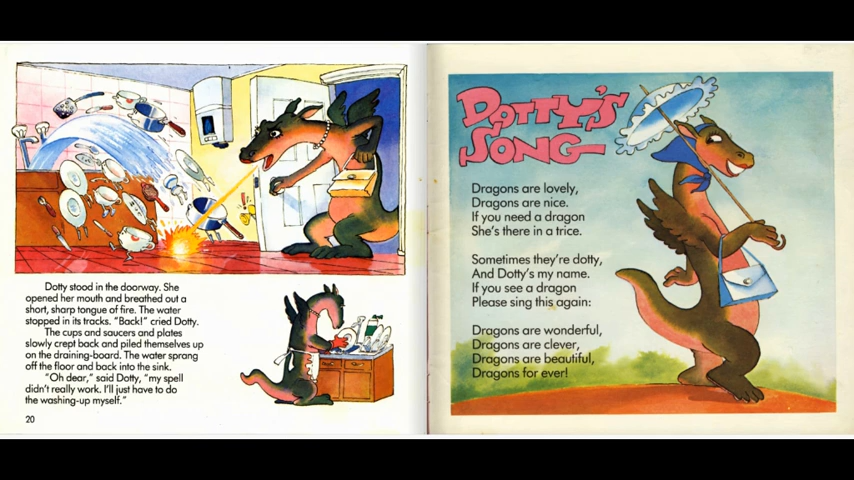 Dotty stood in the doorway. She
opened her mouth and breathed out a
short, sharp tongue of fire. The water
stopped in its tracks. "Back!" cried Dotty.
The cups and saucers and plates
slowly crept back and piled themselves up
on the draining-board. The water sprang
off the floor and back into the sink.
"Oh dear," said Dotty, "my spell
didn't really work. I'll just have to do
the washing-up myself."
20
DOTTY'S
SONG
Dragons are lovely,
Dragons are nice.
If you need a dragon
She's there in a trice.
Sometimes they're dotty,
And Dotty's my name.
If you see a dragon
Please sing this again:
Dragons are wonderful,
Dragons are clever,
Dragons are beautiful,
Dragons for ever!